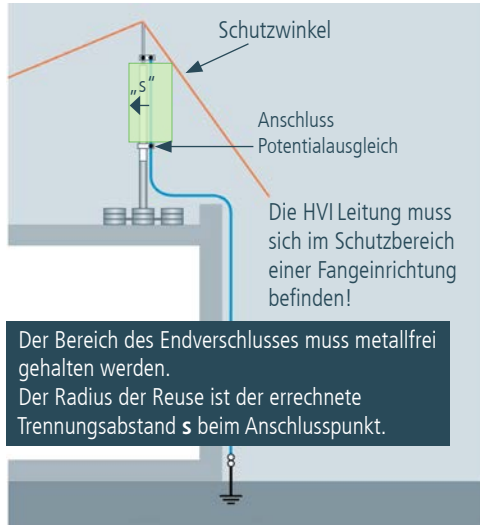 Schutzwinkel
„s“
Anschluss
Potentialausgleich
Die HVI Leitung muss
sich im Schutzbereich
einer Fangeinrichtung
befinden!
Der Bereich des Endverschlusses muss metallfrei
gehalten werden.
Der Radius der Reuse ist der errechnete
Trennungsabstand s beim Anschlusspunkt.